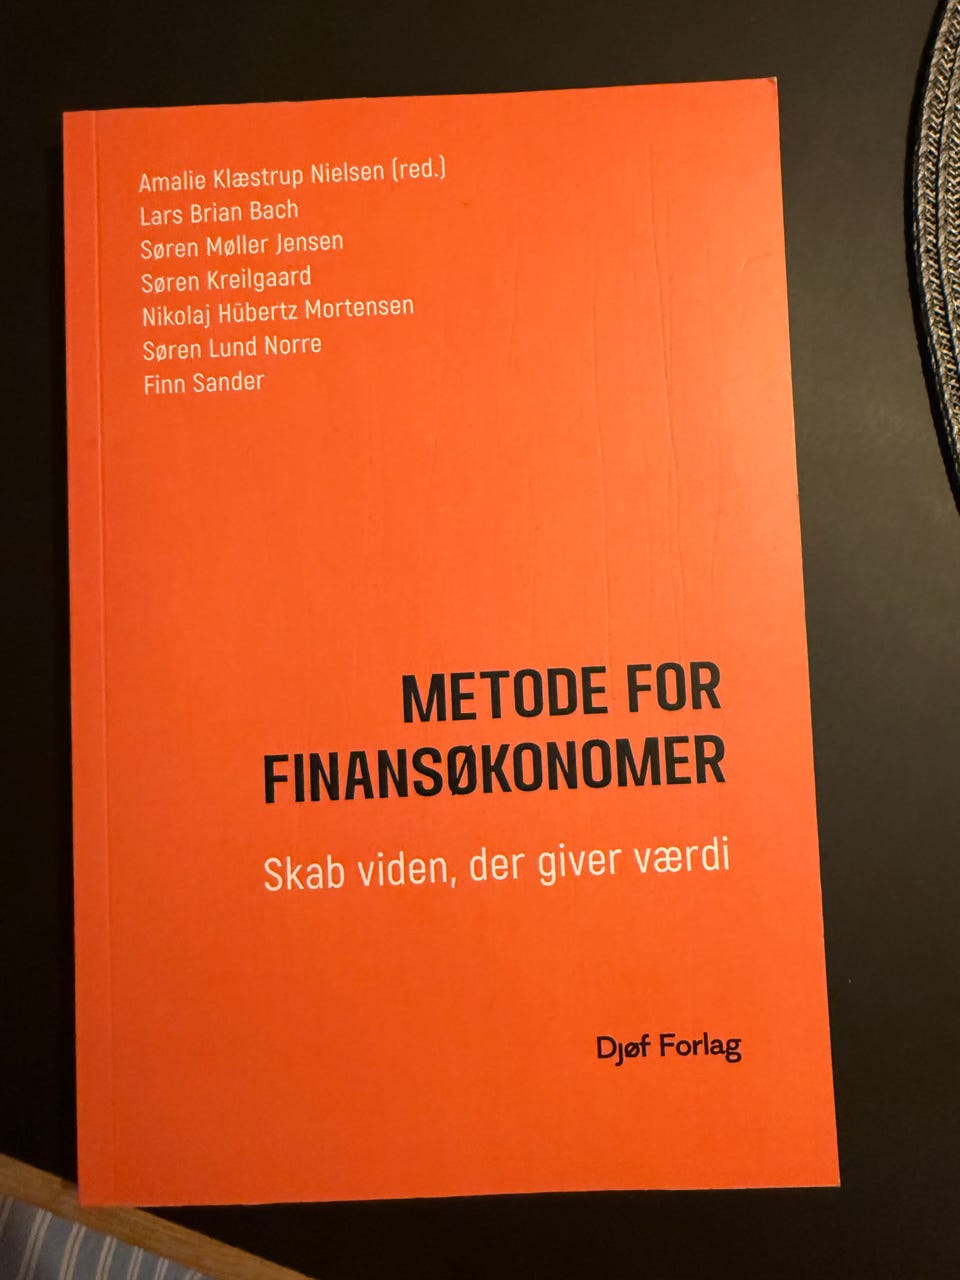 Amalie Klæstrup Nielsen (red.)
Lars Brian Bach
Søren Møller Jensen
Søren Kreilgaard
Nikolaj Hübertz Mortensen
Søren Lund Norre
Finn Sander
METODE FOR
FINANSØKONOMER
Skab viden, der giver værdi
Djøf Forlag